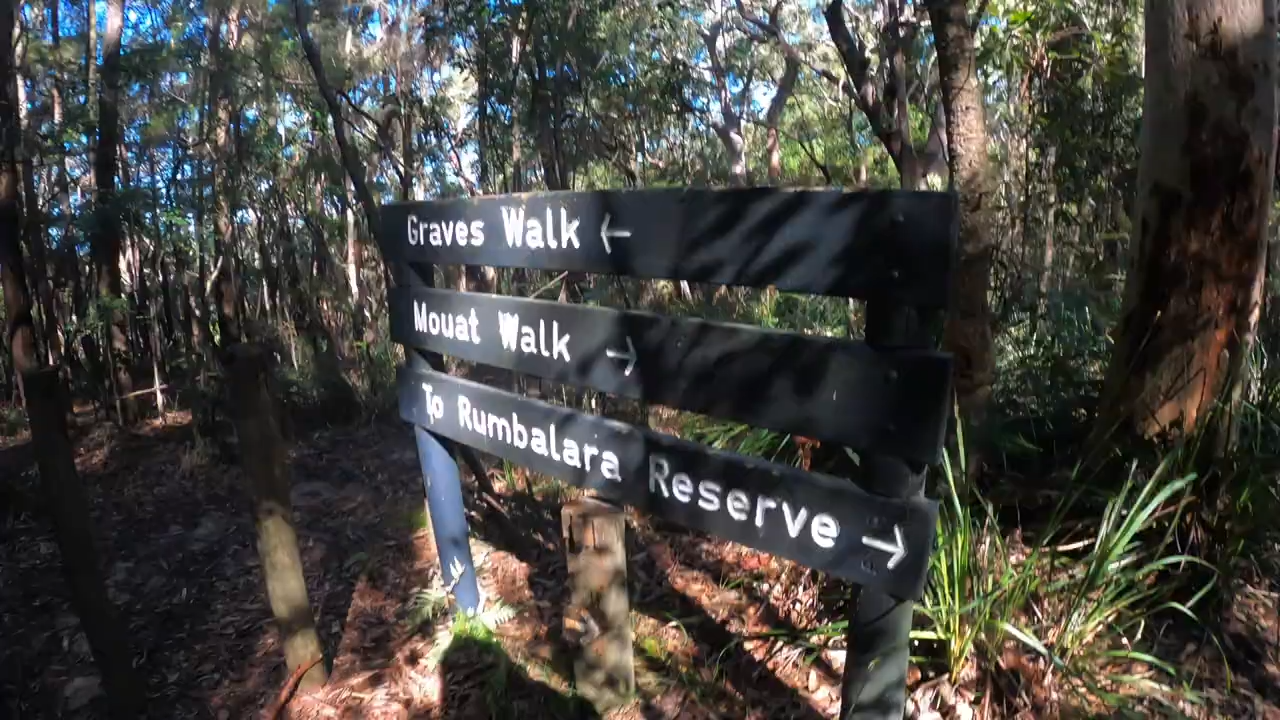 Graves Walk ←
Mouat Walk →
To Rumbalara Reserve →